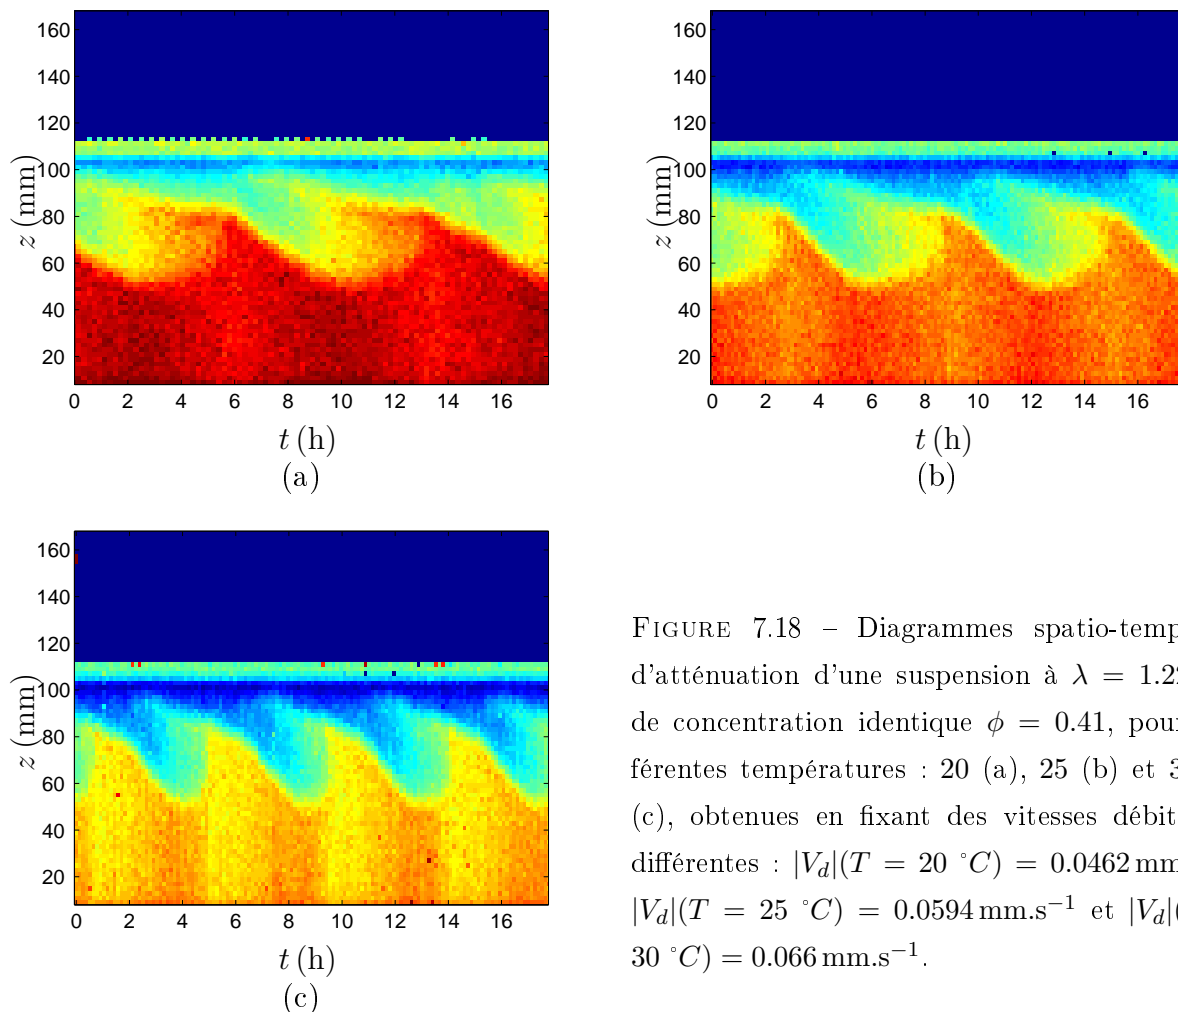 160
140
120
100
80
60
40
20
z (mm)
0 2 4 6 8 10 12 14 16
t (h)
(a)
160
140
120
100
80
60
40
20
z (mm)
0 2 4 6 8 10 12 14 16
t (h)
(b)
160
140
120
100
80
60
40
20
z (mm)
0 2 4 6 8 10 12 14 16
t (h)
(c)
FIGURE 7.18 – Diagrammes spatio-temp
d'atténuation d'une suspension à λ = 1.22
de concentration identique ϕ = 0.41, pour
férentes températures : 20 (a), 25 (b) et 3
(c), obtenues en fixant des vitesses débit
différentes : |V_d|(T = 20 °C) = 0.0462 mm
|V_d|(T = 25 °C) = 0.0594 mm.s⁻¹ et |V_d|(
30 °C) = 0.066 mm.s⁻¹.